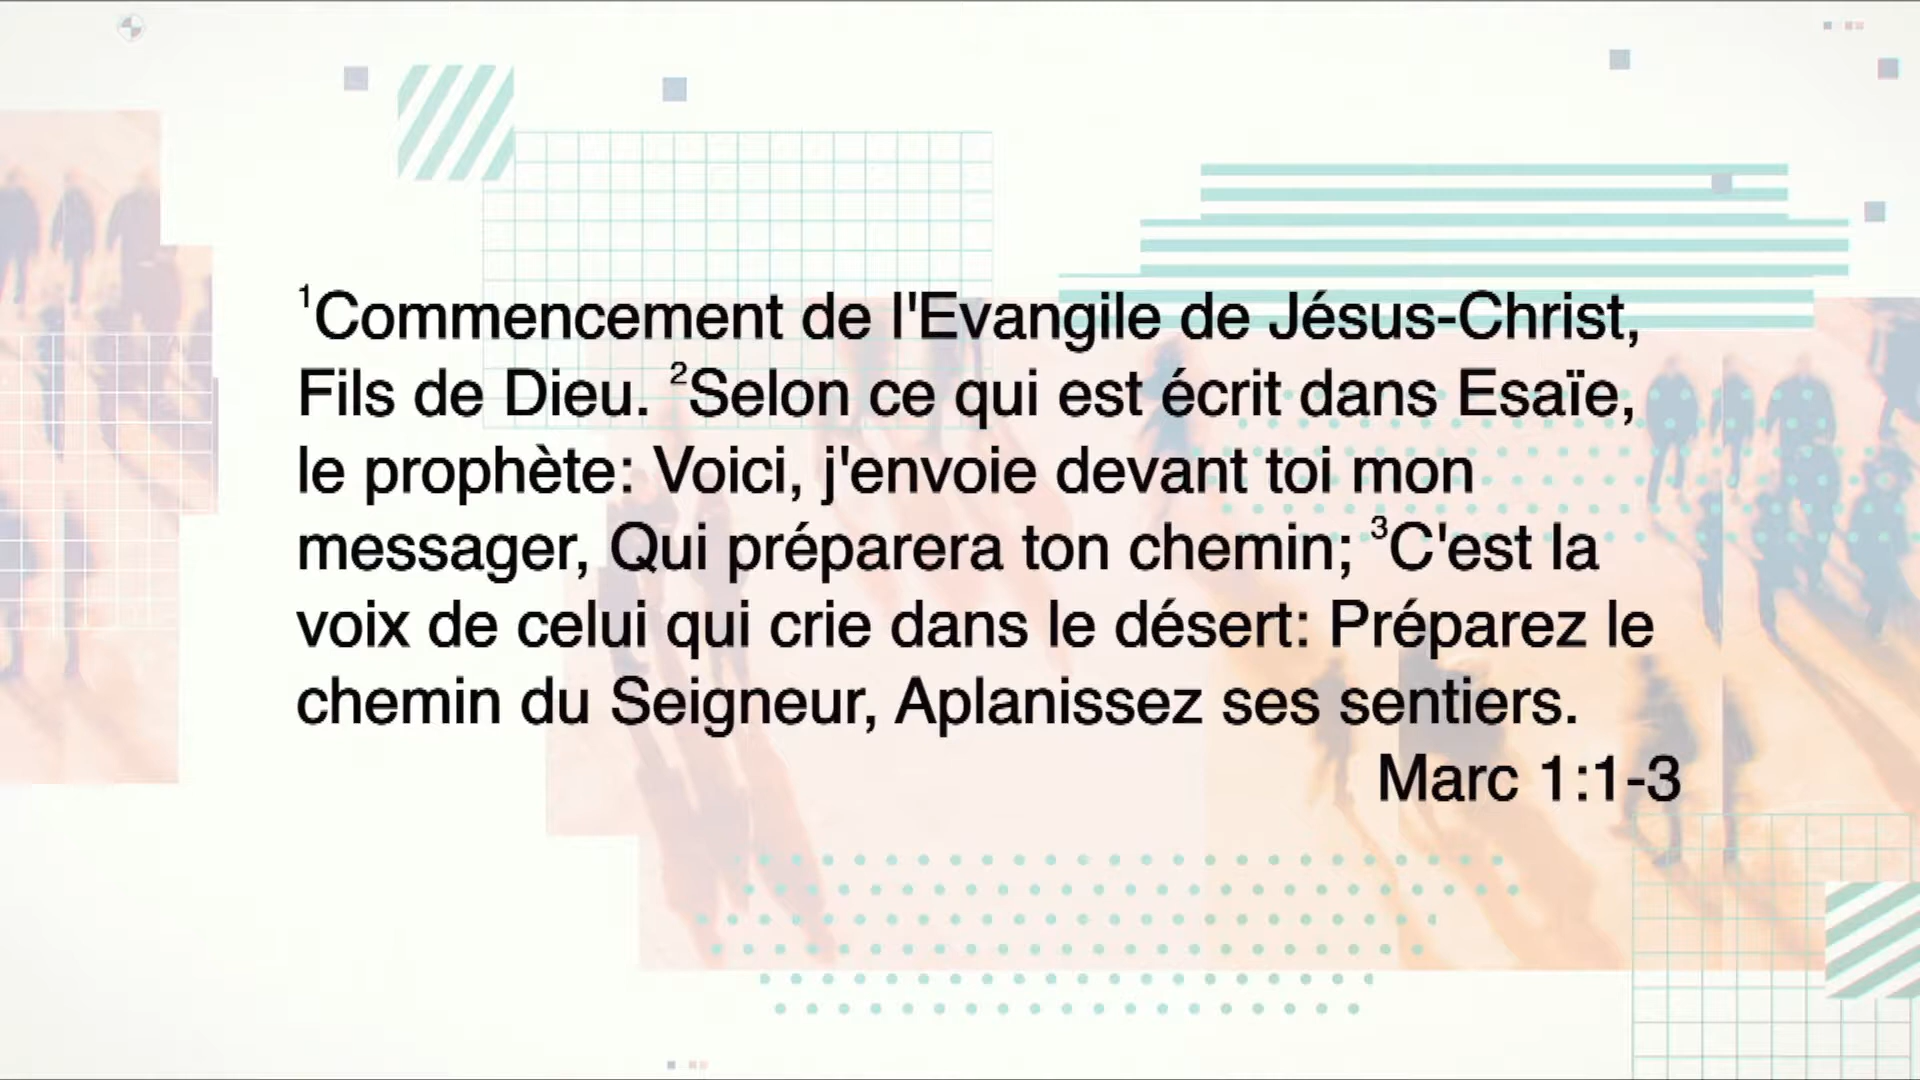 ¹Commencement de l'Evangile de Jésus-Christ,
Fils de Dieu. ²Selon ce qui est écrit dans Esaïe,
le prophète: Voici, j'envoie devant toi mon
messager, Qui préparera ton chemin; ³C'est la
voix de celui qui crie dans le désert: Préparez le
chemin du Seigneur, Aplanissez ses sentiers.
Marc 1:1-3